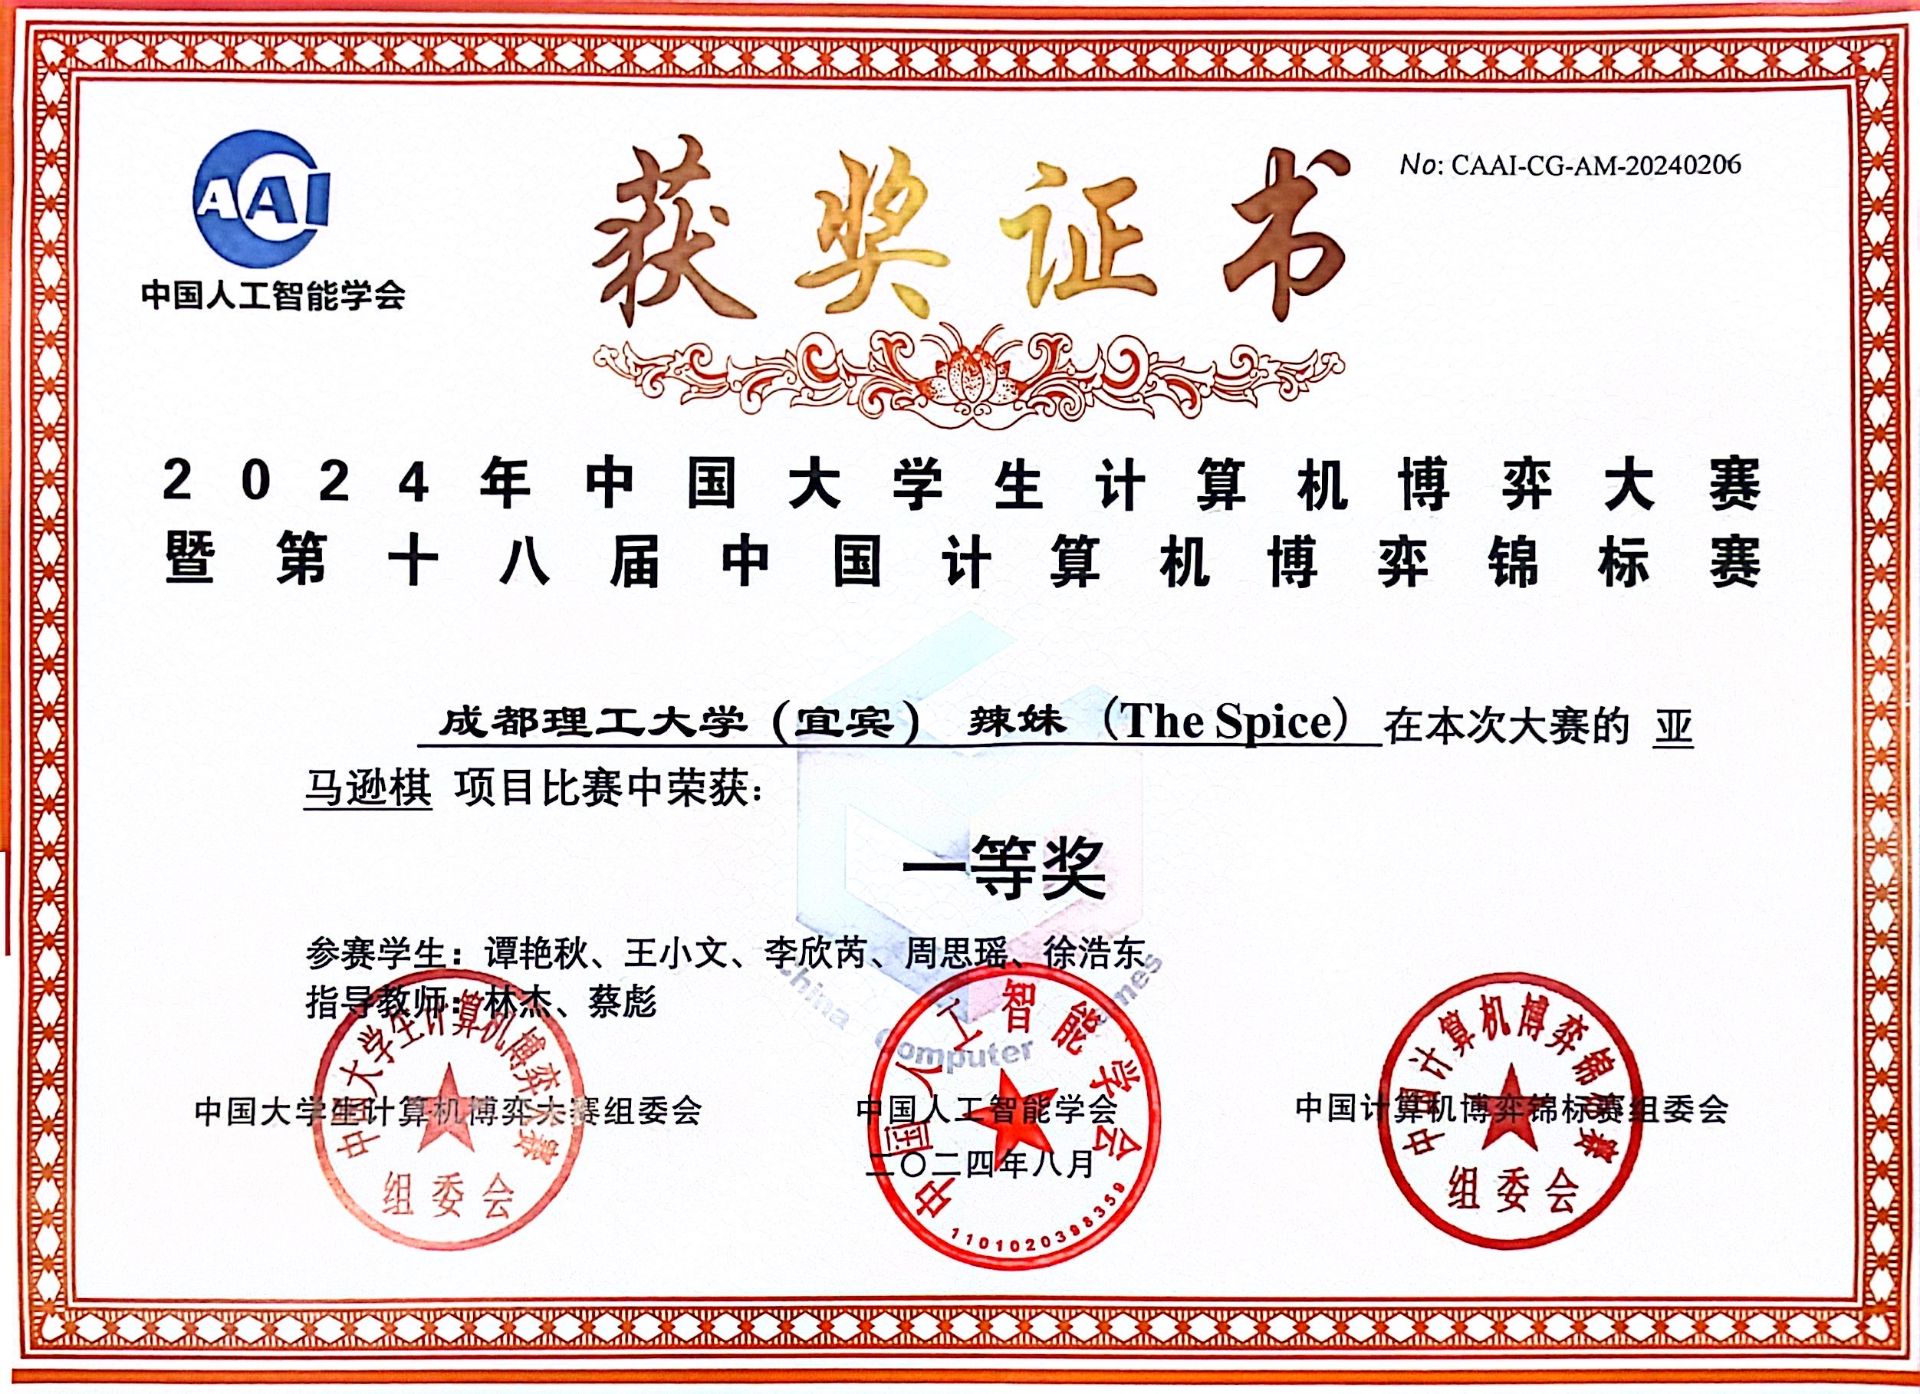 AAI
中国人工智能学会
获奖证书
No: CAAI-CG-AM-20240206
2024年中国大学生计算机博弈大赛
暨第十八届中国计算机博弈锦标赛
成都理工大学（宜宾） 辣妹（The Spice）在本次大赛的 亚
马逊棋 项目比赛中荣获：
一等奖
参赛学生：谭艳秋、王小文、李欣芮、周思瑶、徐浩东
指导教师：林杰、蔡彪
China Computer
中国大学生计算机博弈大赛组委会
中国人工智能学会
中国计算机博弈锦标赛组委会
二〇二四年八月
中国大学生计算机博弈大赛
组委会
中国人工智能学会
1101020398359
中国计算机博弈锦标赛
组委会